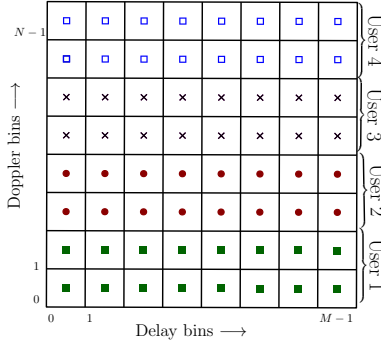 N−1
User 4
User 3
Doppler bins ⟶
User 2
User 1
1
0
0 1 M−1
Delay bins ⟶